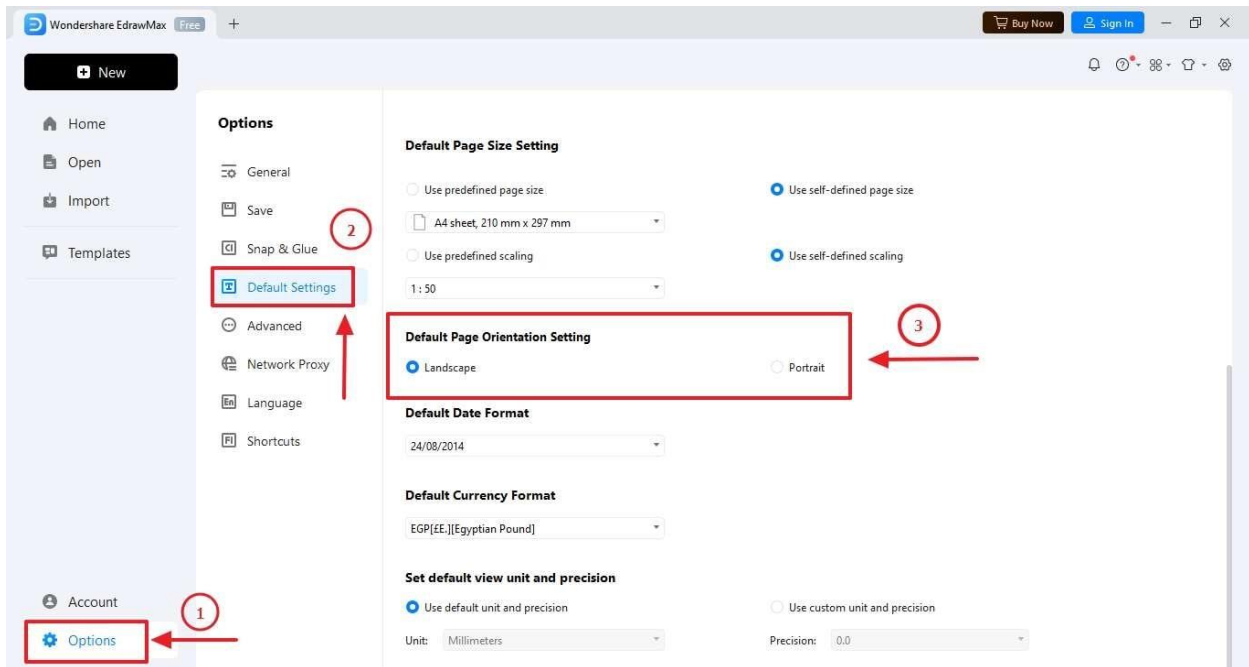 Wondershare EdrawMax Free
Buy Now
Sign In
New
Home
Open
Import
Templates
Account
Options
1
Options
General
Save
Snap & Glue
Default Settings
Advanced
Network Proxy
Language
Shortcuts
2
Default Page Size Setting
Use predefined page size
Use self-defined page size
A4 sheet, 210 mm x 297 mm
Use predefined scaling
Use self-defined scaling
1 : 50
Default Page Orientation Setting
Landscape
Portrait
3
Default Date Format
24/08/2014
Default Currency Format
EGP[£E.][Egyptian Pound]
Set default view unit and precision
Use default unit and precision
Use custom unit and precision
Unit: Millimeters
Precision: 0.0